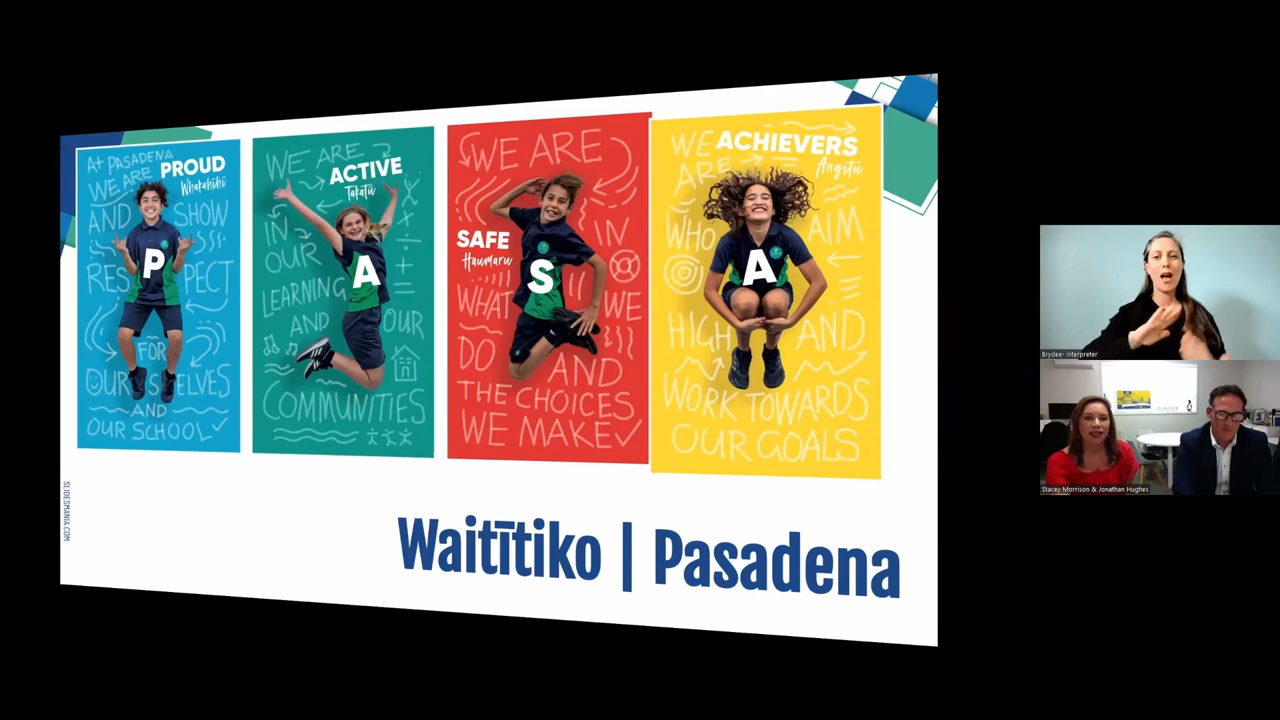 AT PASADENA
WE ARE PROUD
Whakahīhī
AND SHOW
RESPECT
FOR
OURSELVES
AND
OUR SCHOOL
P
WE ARE
ACTIVE
Takatū
IN
OUR
LEARNING
AND OUR
COMMUNITIES
A
WE ARE
SAFE
Haumaru
IN
WHAT WE
DO AND
THE CHOICES
WE MAKE
S
WE ACHIEVERS
ARE Angitu
WHO AIM
HIGH AND
WORK TOWARDS
OUR GOALS
A
SLIDESMANIA.COM
Waitītiko | Pasadena
Brydee- Interpreter
Stacey Morrison & Jonathan Hughes